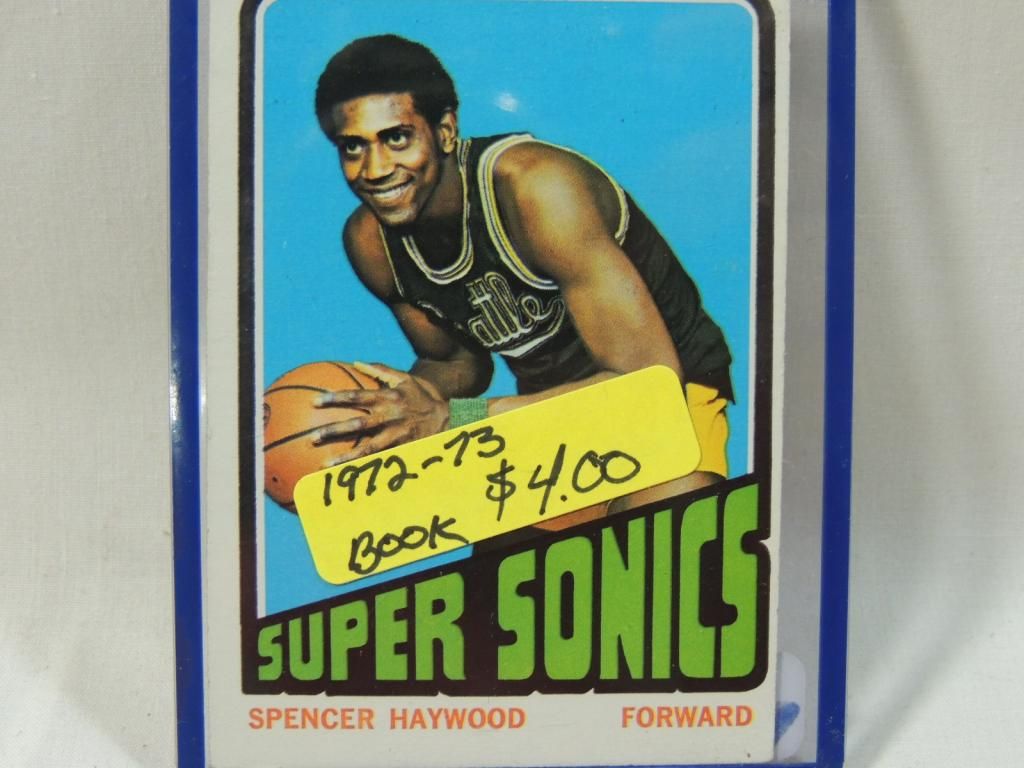 Seattle
1972-73
$4.00
BOOK
SUPER SONICS
SPENCER HAYWOOD FORWARD